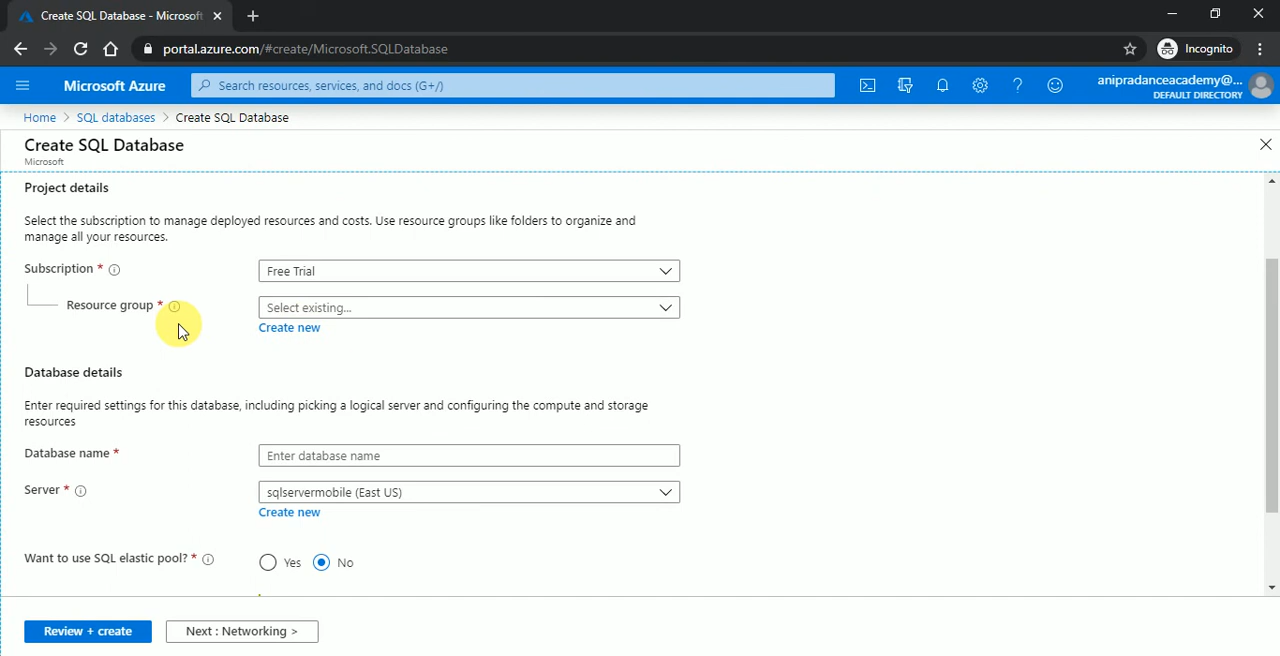 Create SQL Database - Microsoft
portal.azure.com/#create/Microsoft.SQLDatabase
Incognito
Microsoft Azure
Search resources, services, and docs (G+/)
anipradanceacademy@...
DEFAULT DIRECTORY
Home > SQL databases > Create SQL Database
Create SQL Database
Microsoft
Project details
Select the subscription to manage deployed resources and costs. Use resource groups like folders to organize and
manage all your resources.
Subscription *
Free Trial
Resource group *
Select existing...
Create new
Database details
Enter required settings for this database, including picking a logical server and configuring the compute and storage
resources
Database name *
Enter database name
Server *
sqlservermobile (East US)
Create new
Want to use SQL elastic pool? *
Yes
No
Review + create
Next : Networking >